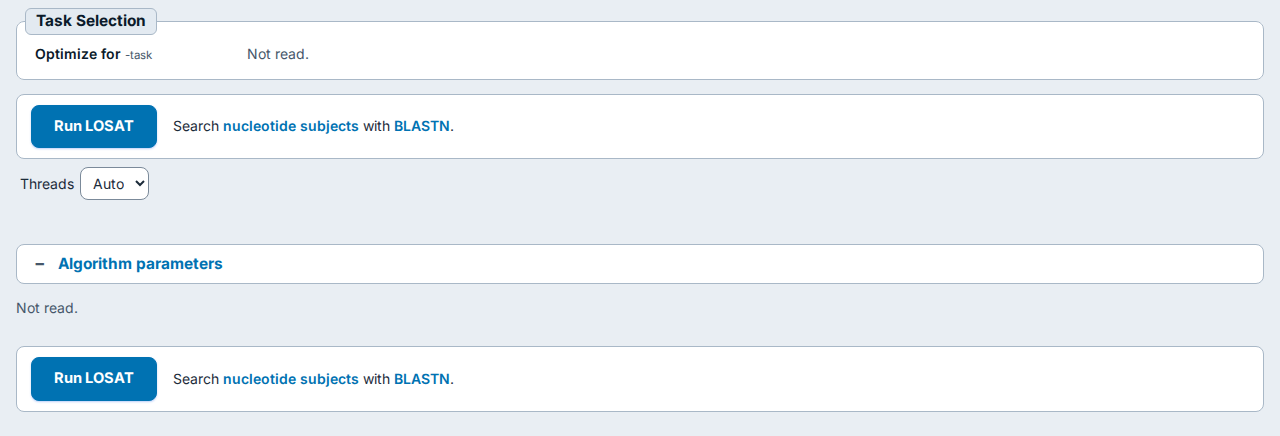 Task Selection
Optimize for -task Not read.
Run LOSAT Search nucleotide subjects with BLASTN.
Threads Auto
− Algorithm parameters
Not read.
Run LOSAT Search nucleotide subjects with BLASTN.